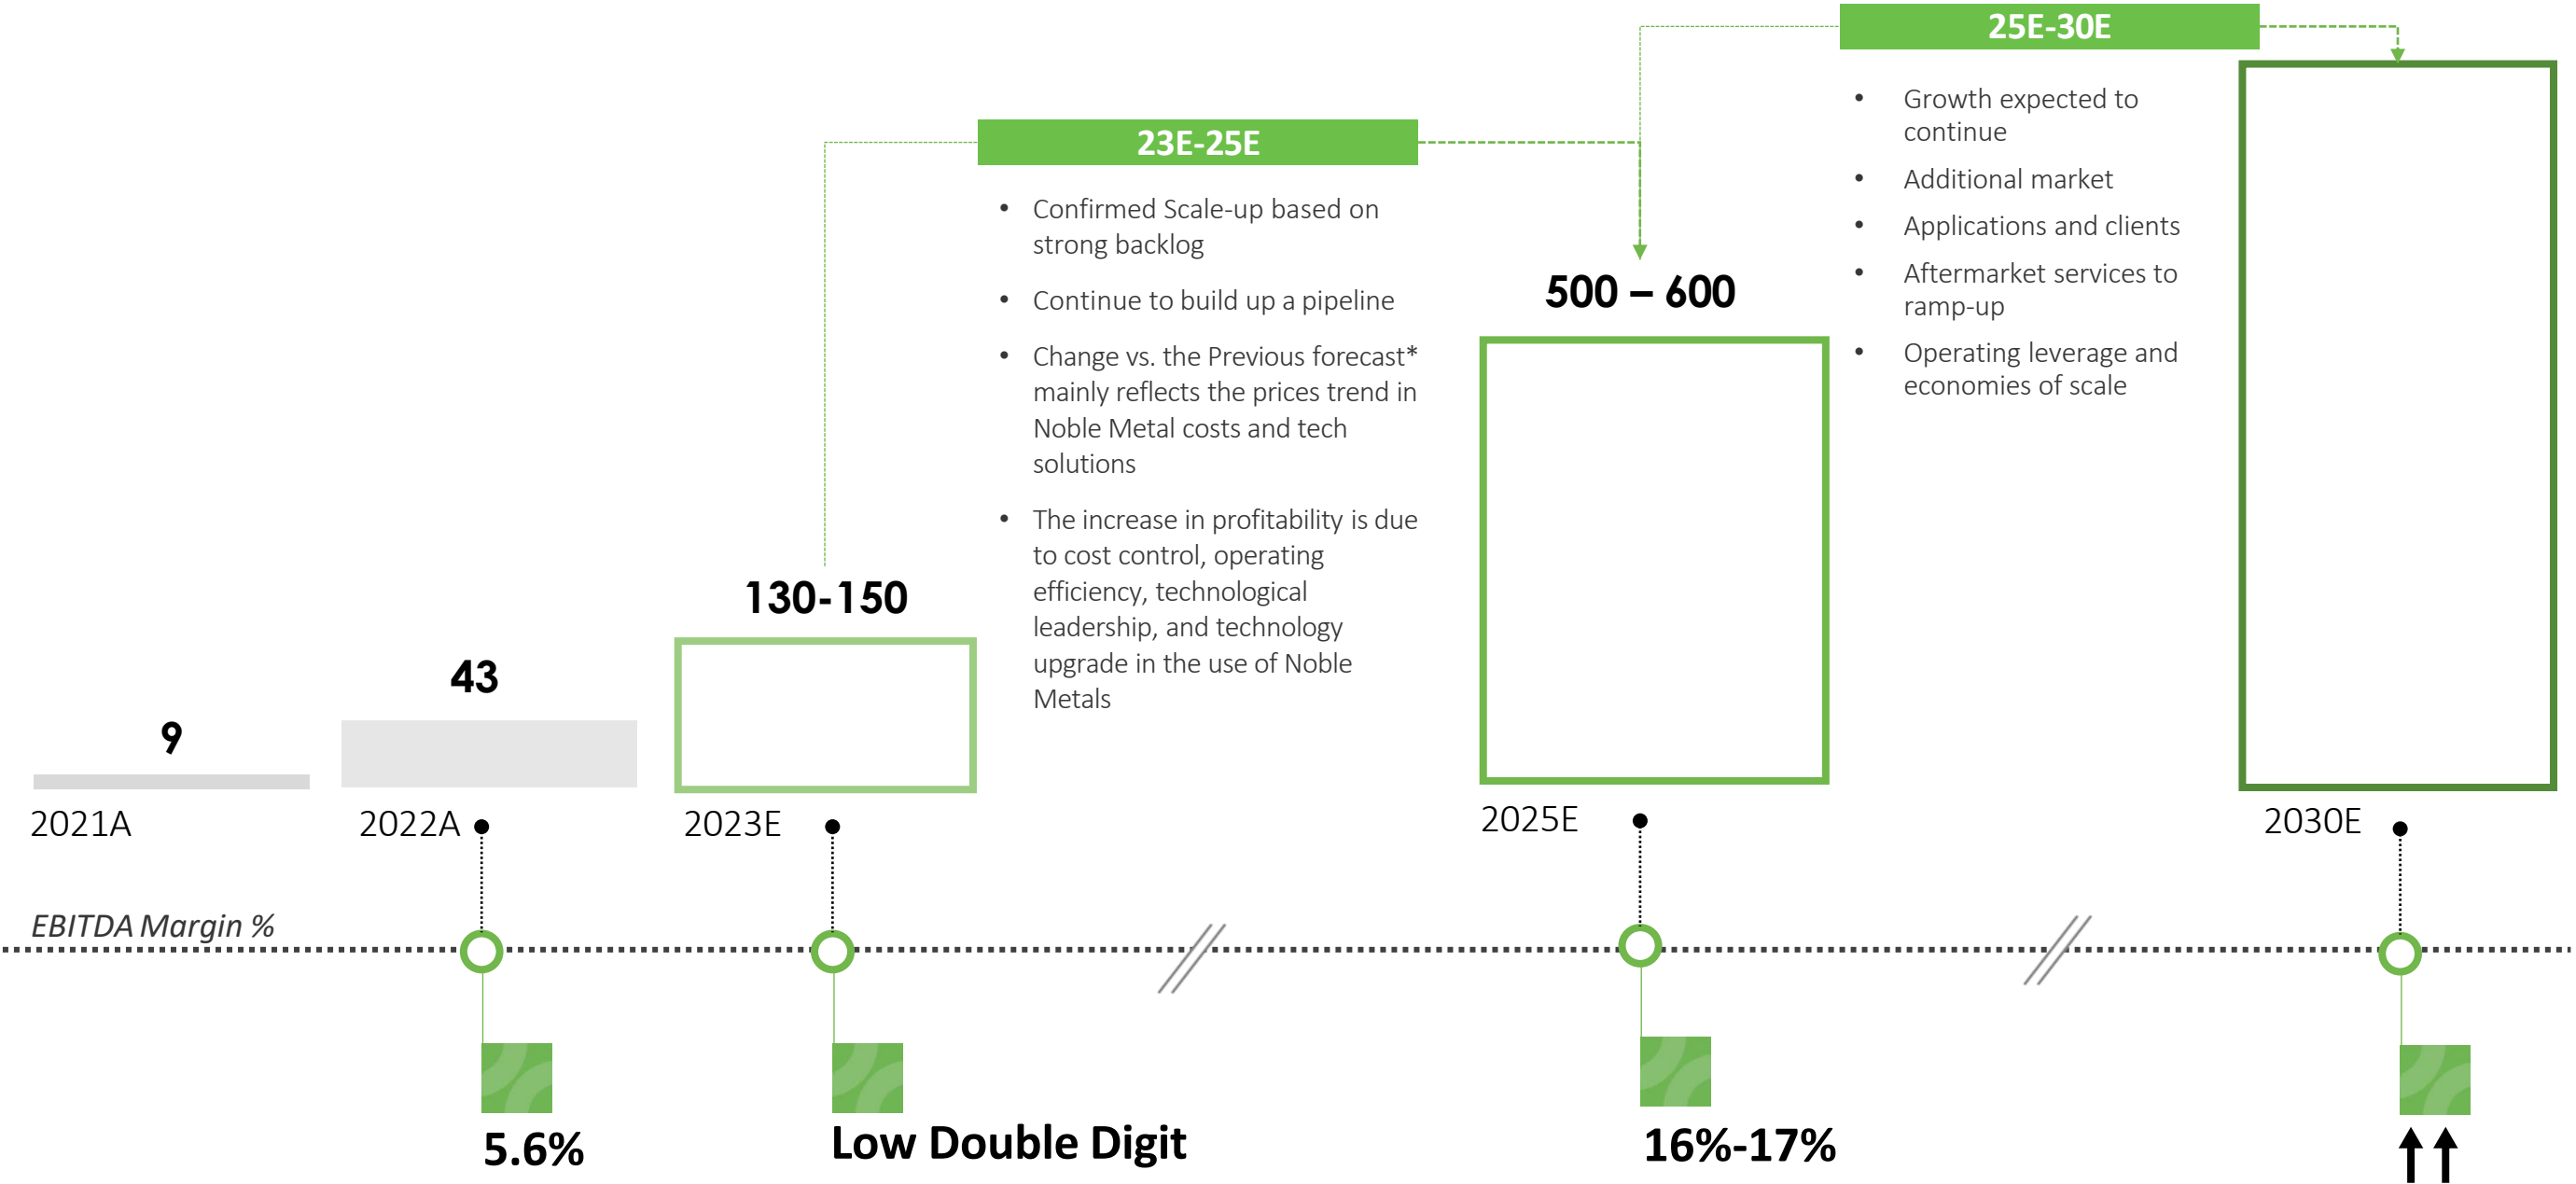 25E-30E
• Growth expected to
continue
• Additional market
• Applications and clients
• Aftermarket services to
ramp-up
• Operating leverage and
economies of scale
23E-25E
• Confirmed Scale-up based on
strong backlog
• Continue to build up a pipeline
• Change vs. the Previous forecast*
mainly reflects the prices trend in
Noble Metal costs and tech
solutions
• The increase in profitability is due
to cost control, operating
efficiency, technological
leadership, and technology
upgrade in the use of Noble
Metals
9
43
130-150
500 – 600
2021A
2022A
2023E
2025E
2030E
EBITDA Margin %
5.6%
Low Double Digit
16%-17%